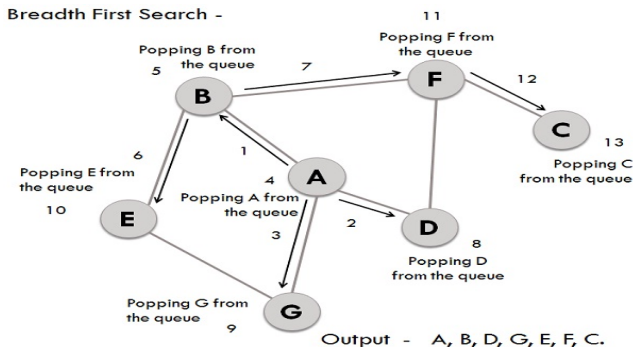 Breadth First Search -
11
Popping F from
the queue
Popping B from
the queue
5
7
12
F
B
C
13
Popping C
from the queue
6
1
4
A
Popping E from
the queue
10
Popping A from
the queue
3
2
E
D
8
Popping D
from the queue
Popping G from
the queue
9
G
Output - A, B, D, G, E, F, C.